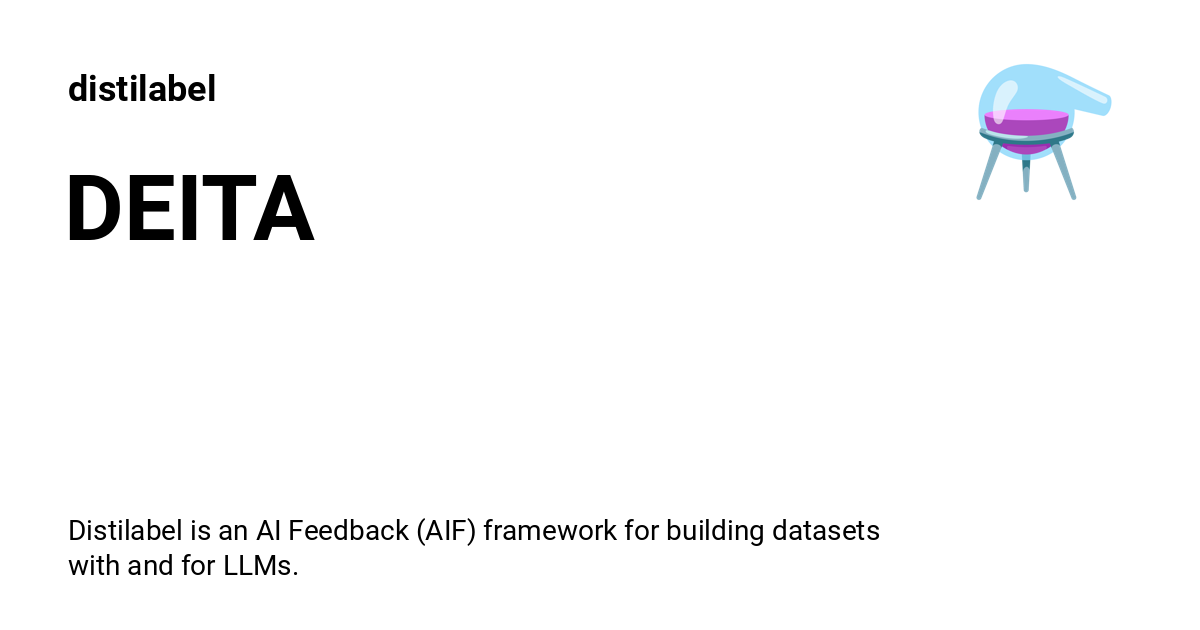 distilabel
DEITA
Distilabel is an AI Feedback (AIF) framework for building datasets
with and for LLMs.